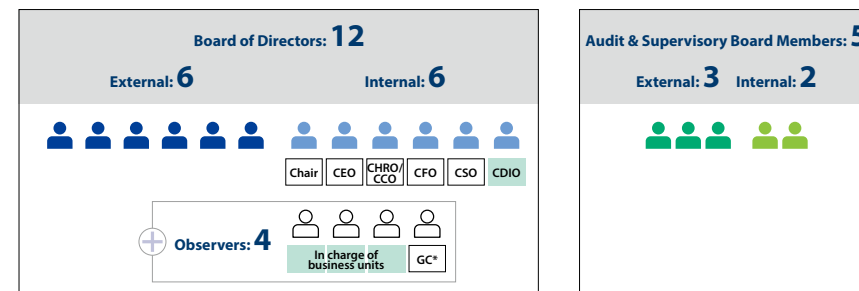 Board of Directors: 12
External: 6 Internal: 6
Chair CEO CHRO/ CCO CFO CSO CDIO
Observers: 4
In charge of
business units
GC*
Audit & Supervisory Board Members: 5
External: 3 Internal: 2